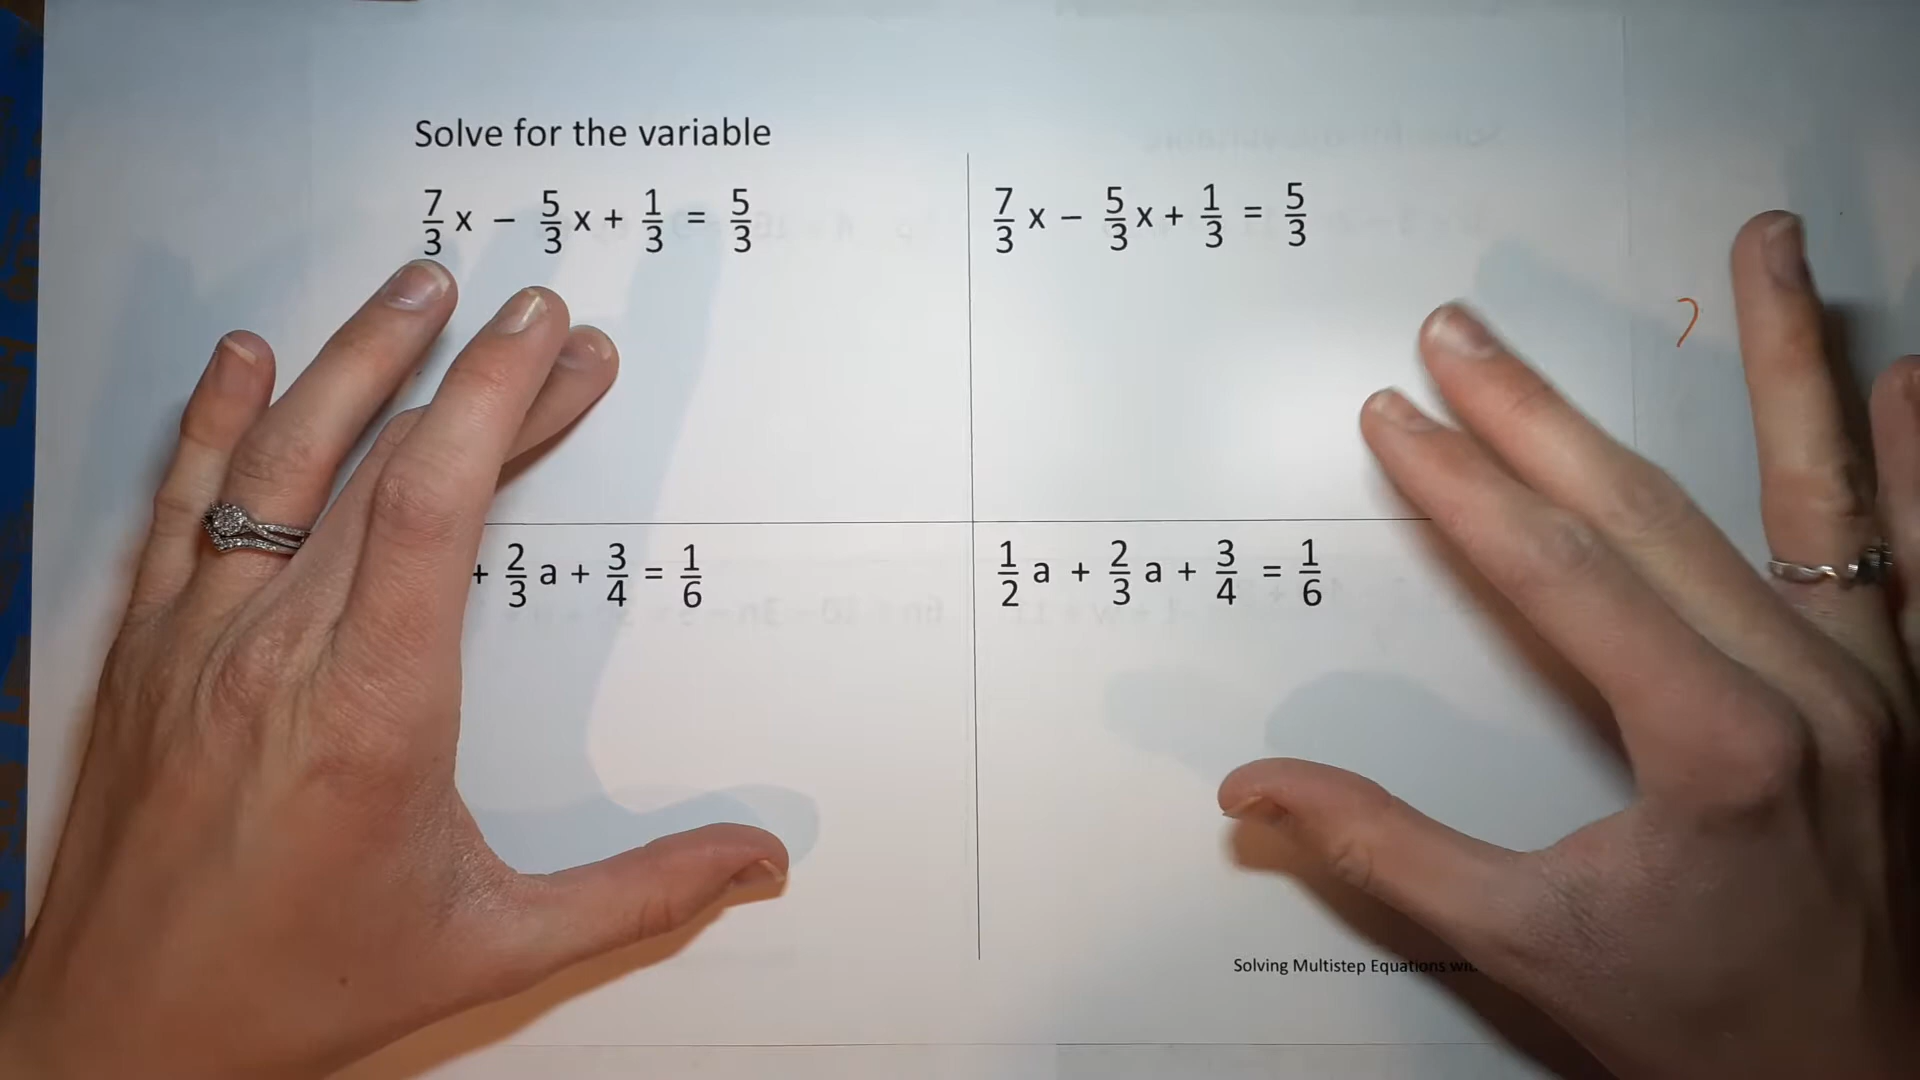 Solve for the variable
7/3 x – 5/3 x + 1/3 = 5/3
7/3 x – 5/3 x + 1/3 = 5/3
+ 2/3 a + 3/4 = 1/6
1/2 a + 2/3 a + 3/4 = 1/6
Solving Multistep Equations